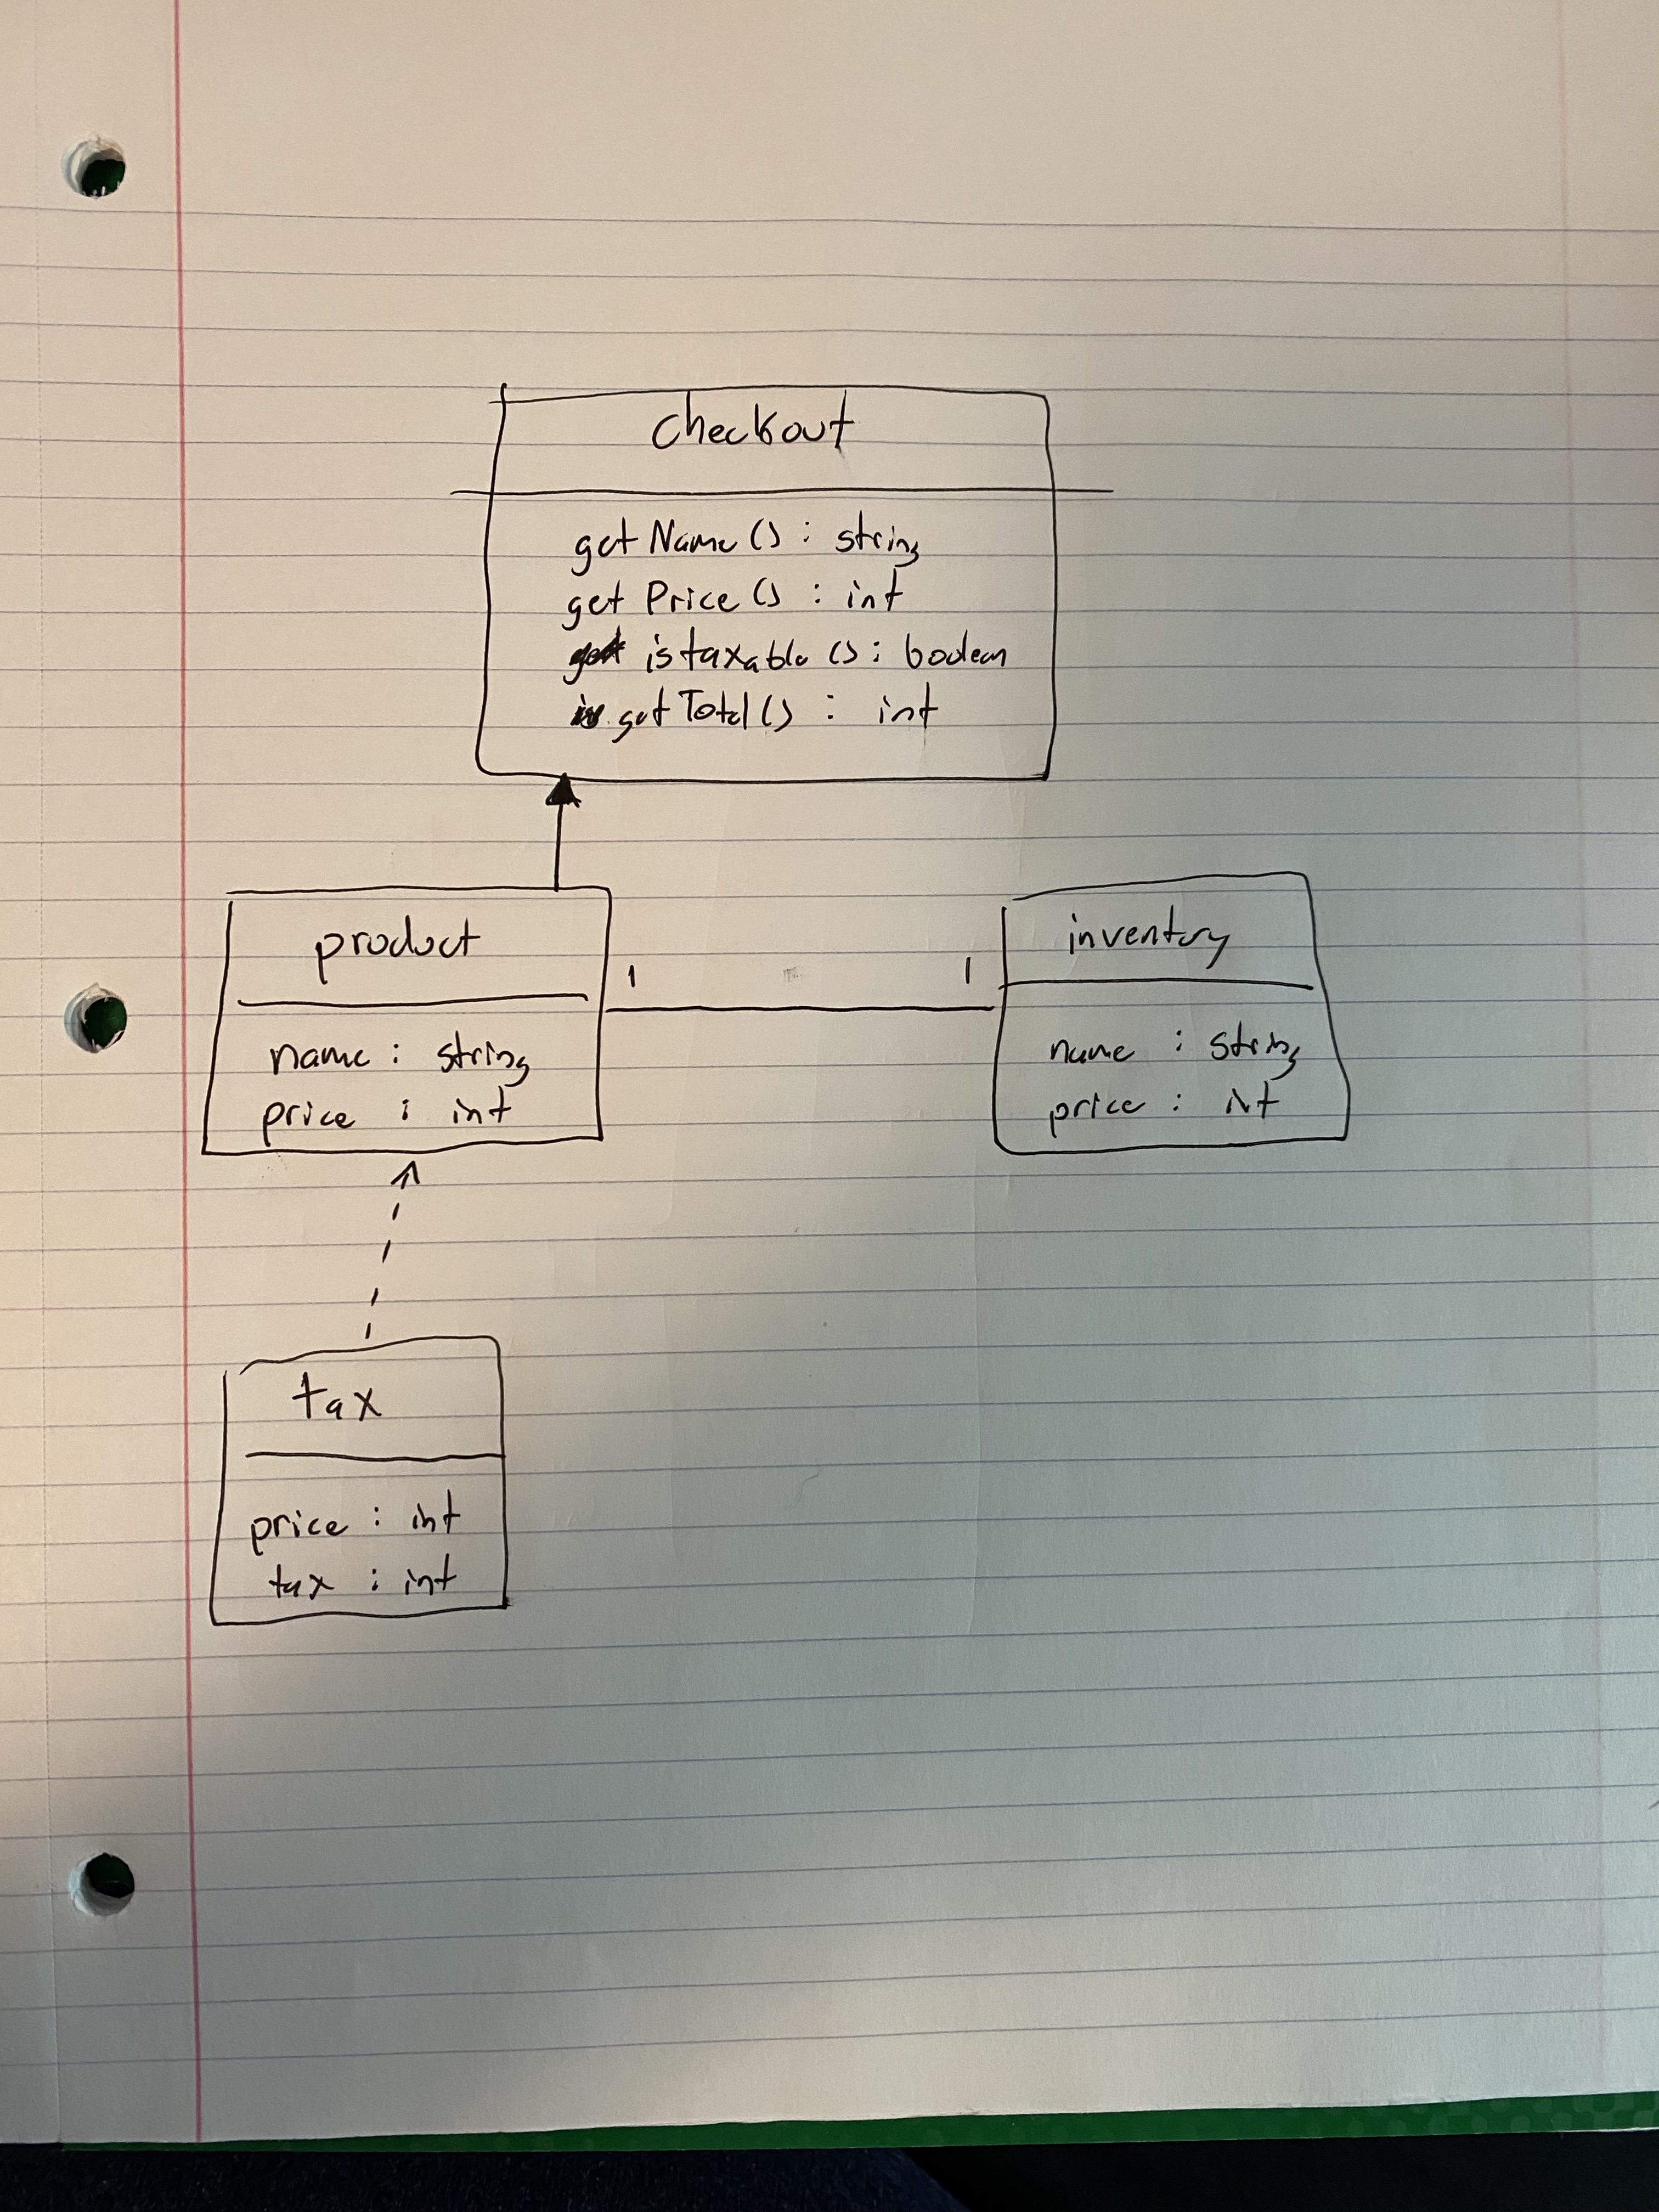 checkout
getName() : string
getPrice() : int
istaxable() : boolean
getTotal() : int
product
name : string
price : int
1 1
inventory
name : string
price : int
tax
price : int
tax : int